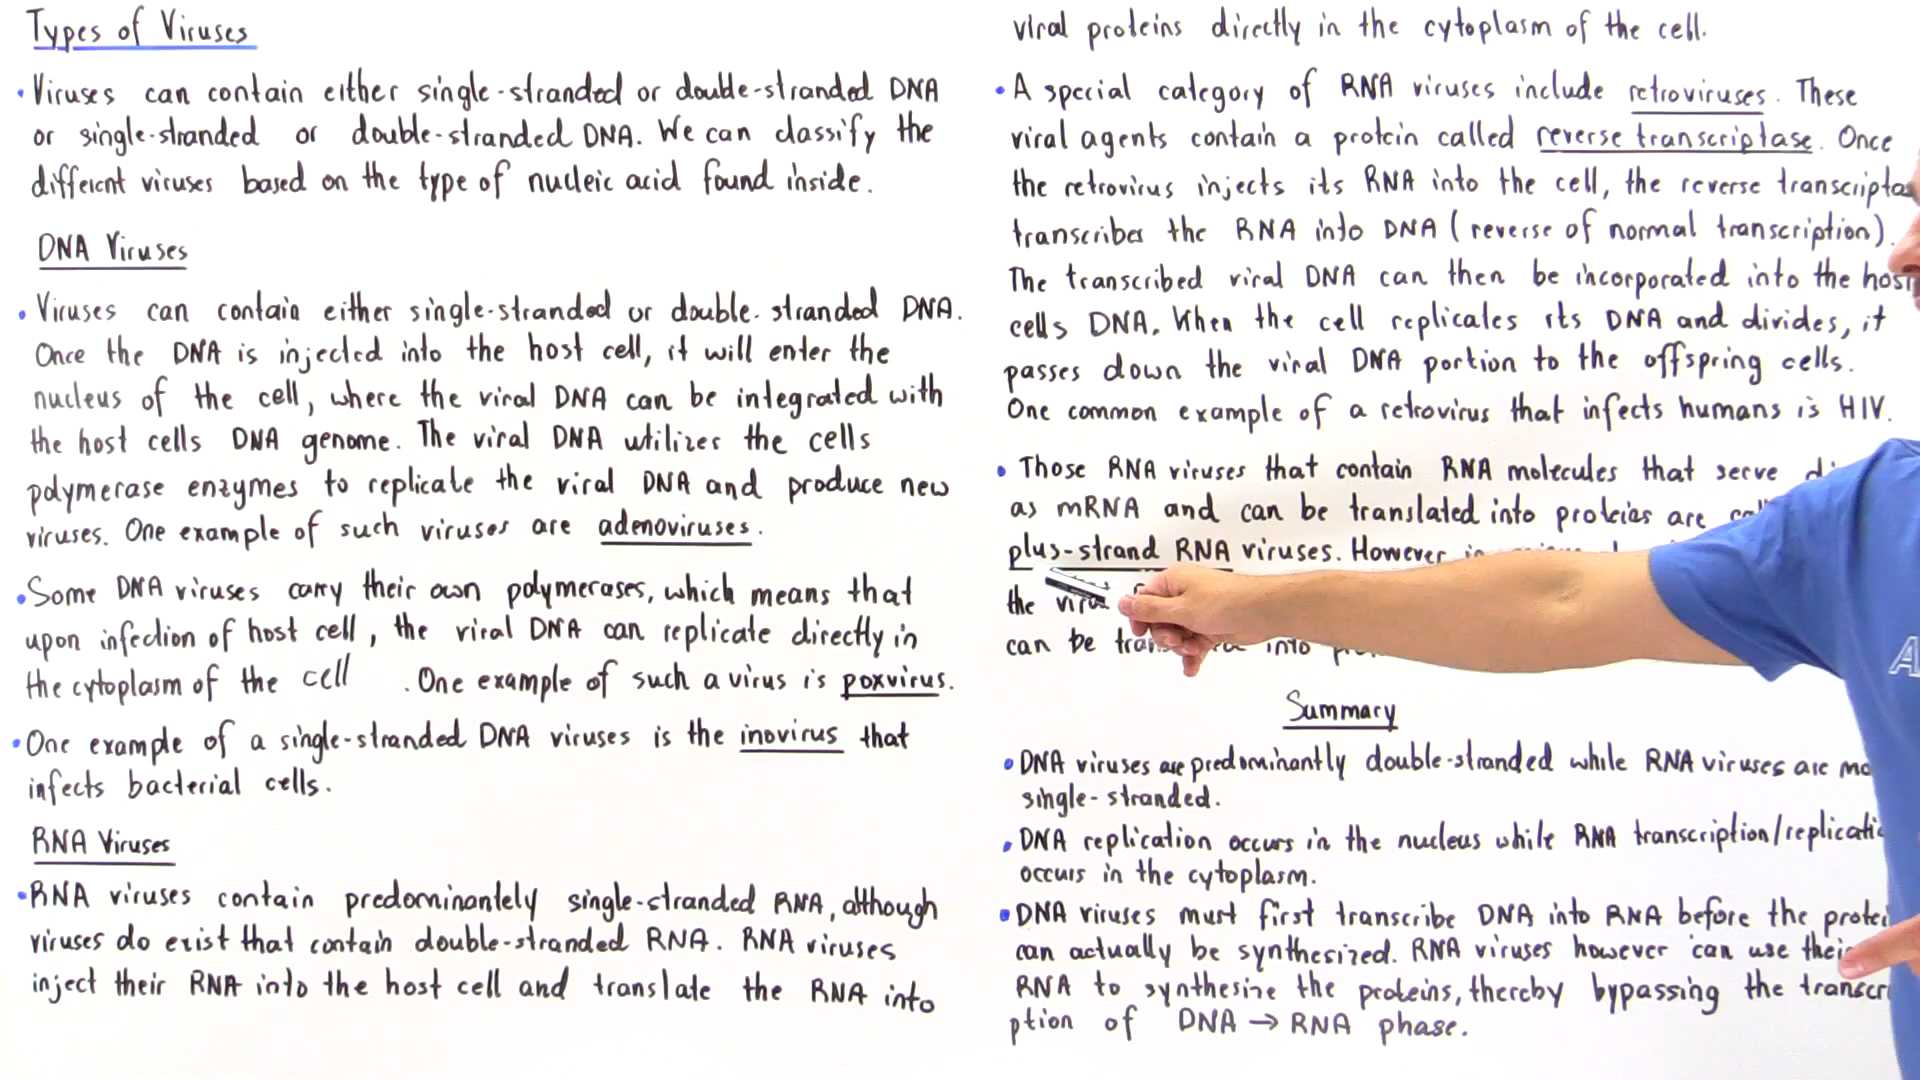 Types of Viruses
• Viruses can contain either single-stranded or double-stranded DNA
or single-stranded or double-stranded DNA. We can classify the
different viruses based on the type of nucleic acid found inside.
DNA Viruses
• Viruses can contain either single-stranded or double-stranded DNA.
Once the DNA is injected into the host cell, it will enter the
nucleus of the cell, where the viral DNA can be integrated with
the host cells DNA genome. The viral DNA utilizes the cells
polymerase enzymes to replicate the viral DNA and produce new
viruses. One example of such viruses are adenoviruses.
• Some DNA viruses carry their own polymerases, which means that
upon infection of host cell, the viral DNA can replicate directly in
the cytoplasm of the cell . One example of such a virus is poxvirus.
• One example of a single-stranded DNA viruses is the inovirus that
infects bacterial cells.
RNA Viruses
• RNA viruses contain predominantely single-stranded RNA, although
viruses do exist that contain double-stranded RNA. RNA viruses
inject their RNA into the host cell and translate the RNA into
viral proteins directly in the cytoplasm of the cell.
• A special category of RNA viruses include retroviruses. These
viral agents contain a protein called reverse transcriptase. Once
the retrovirus injects its RNA into the cell, the reverse transcripta
transcribes the RNA into DNA (reverse of normal transcription).
The transcribed viral DNA can then be incorporated into the host
cells DNA. When the cell replicates its DNA and divides, it
passes down the viral DNA portion to the offspring cells.
One common example of a retrovirus that infects humans is HIV.
• Those RNA viruses that contain RNA molecules that serve
as mRNA and can be translated into proteins are
plus-strand RNA viruses. However
the viral
can be into
Summary
• DNA viruses are predominantly double-stranded while RNA viruses are mo
single-stranded.
• DNA replication occurs in the nucleus while RNA transcription/replicatio
occurs in the cytoplasm.
• DNA viruses must first transcribe DNA into RNA before the protei
can actually be synthesized. RNA viruses however can use their
RNA to synthesize the proteins, thereby bypassing the transcri
ption of DNA → RNA phase.
A